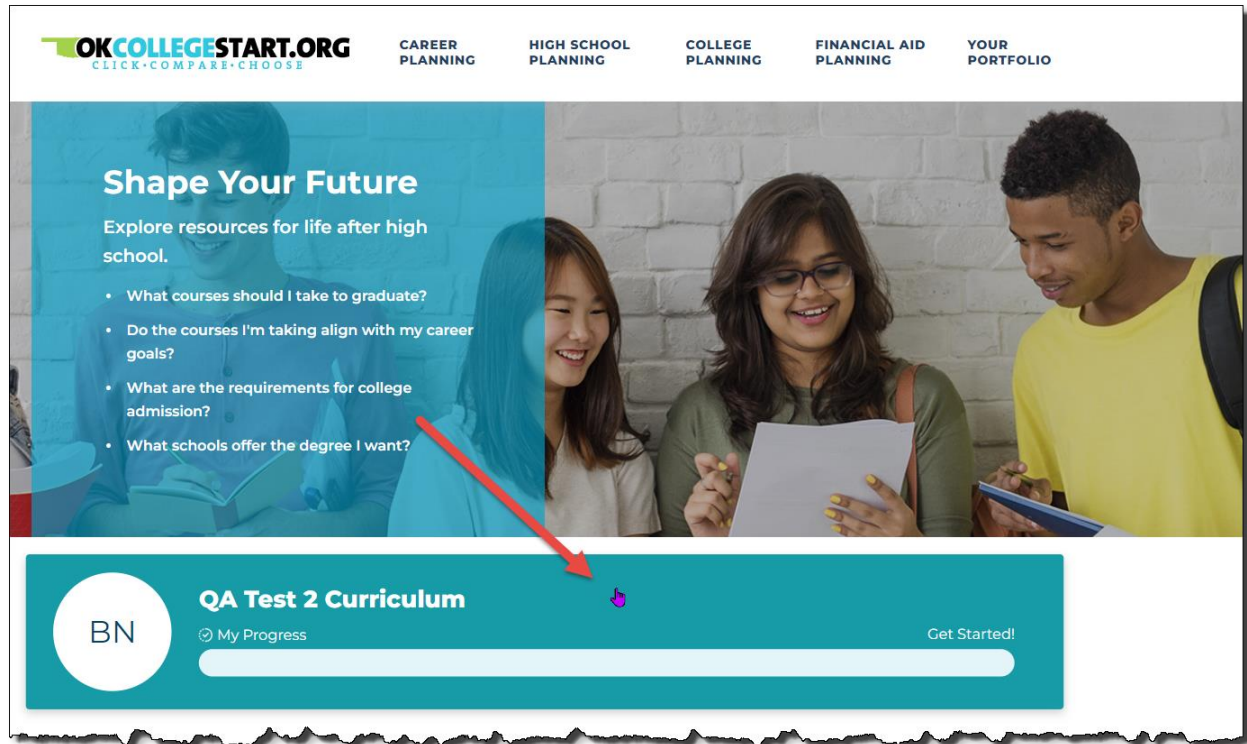 OKCOLLEGESTART.ORG
CLICK•COMPARE•CHOOSE
CAREER
PLANNING
HIGH SCHOOL
PLANNING
COLLEGE
PLANNING
FINANCIAL AID
PLANNING
YOUR
PORTFOLIO
Shape Your Future
Explore resources for life after high
school.
• What courses should I take to graduate?
• Do the courses I'm taking align with my career
goals?
• What are the requirements for college
admission?
• What schools offer the degree I want?
BN
QA Test 2 Curriculum
My Progress
Get Started!